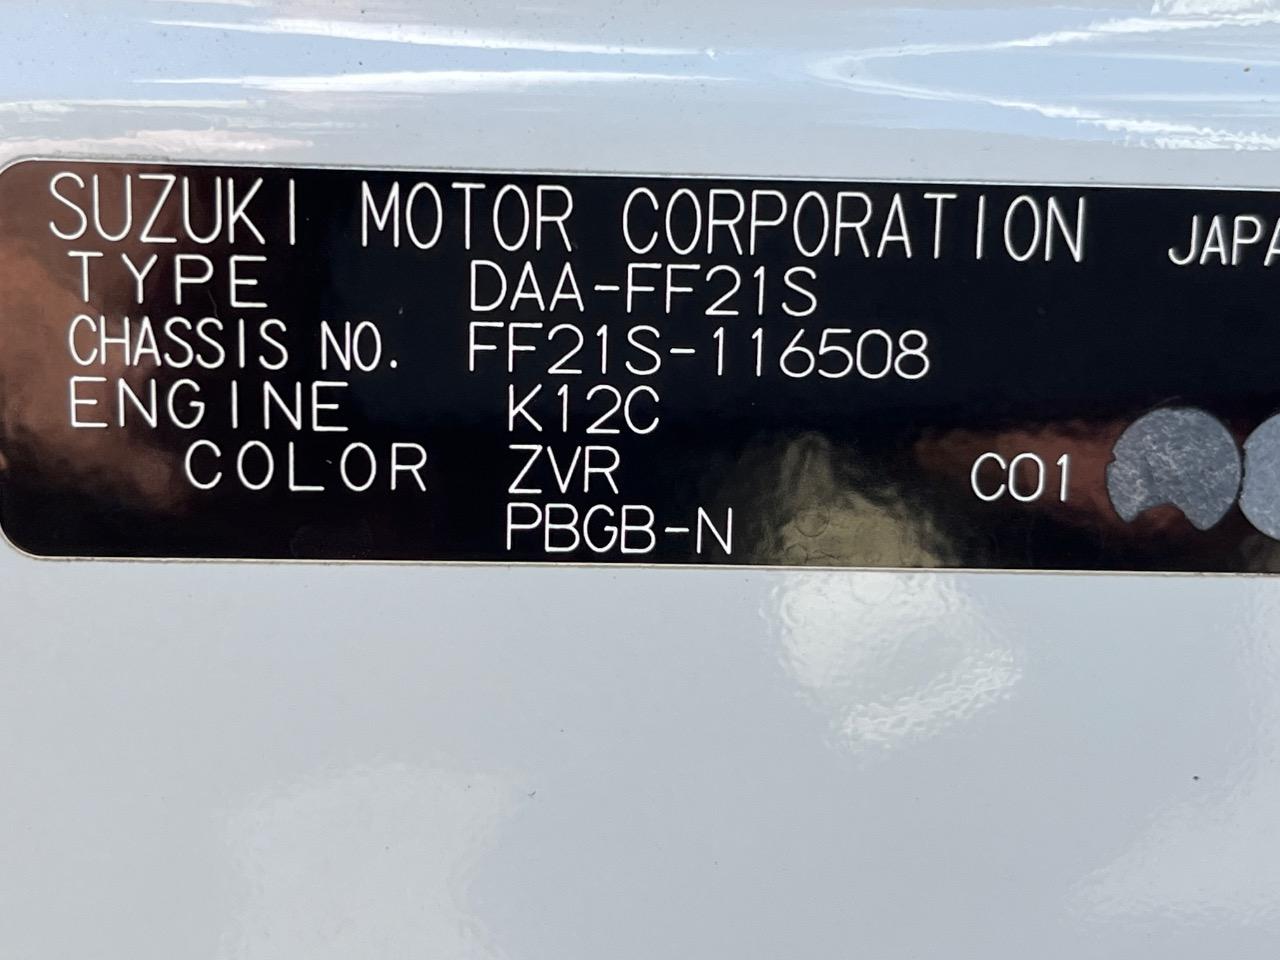 SUZUKI MOTOR CORPORATION JAPA
TYPE DAA-FF21S
CHASSIS NO. FF21S-116508
ENGINE K12C
COLOR ZVR C01
PBGB-N